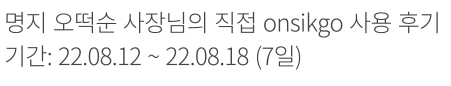 명지 오떡순 사장님의 직접 onsikgo 사용 후기
기간: 22.08.12 ~ 22.08.18 (7일)